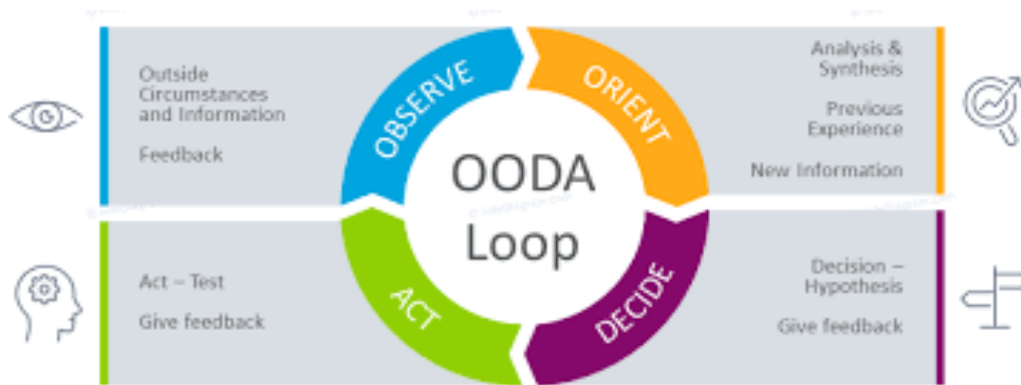 OBSERVE
Outside
Circumstances
and Information
Feedback
ORIENT
Analysis &
Synthesis
Previous
Experience
New Information
OODA
Loop
ACT
Act – Test
Give feedback
DECIDE
Decision –
Hypothesis
Give feedback